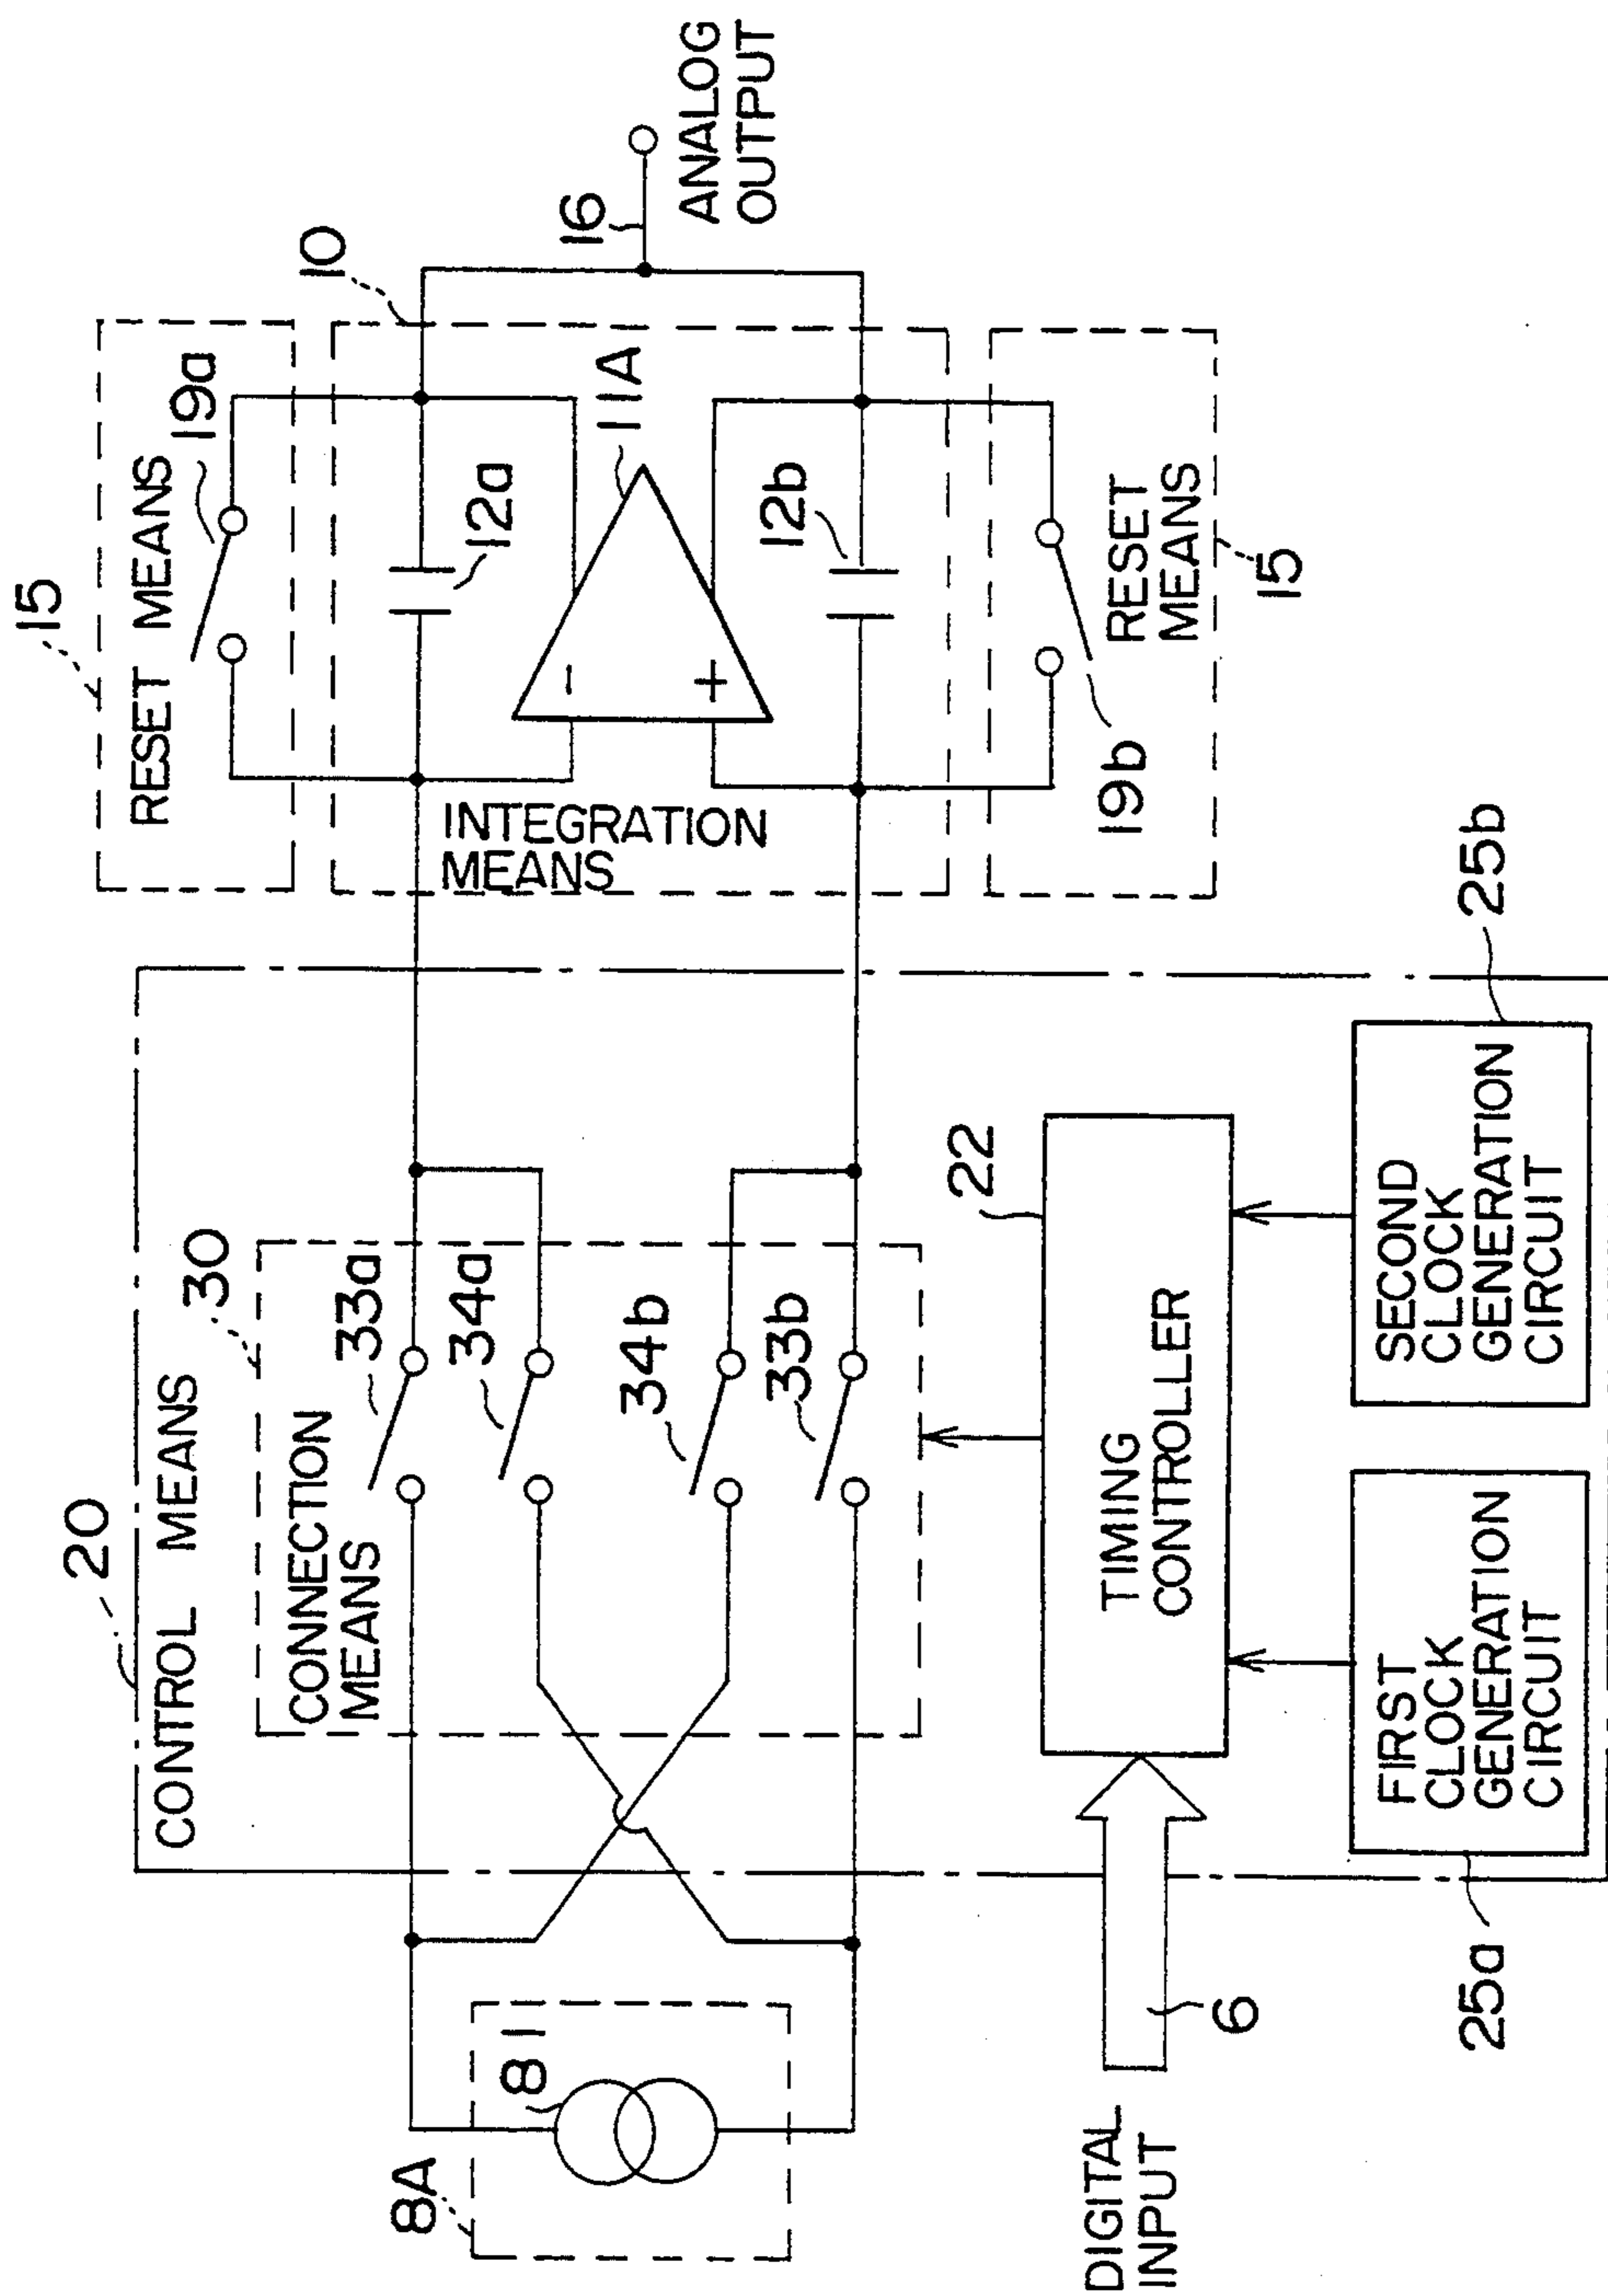 15
RESET MEANS
19a
10
16
ANALOG
OUTPUT
12a
11A
−
+
12b
INTEGRATION
MEANS
RESET
MEANS
15
19b
20
CONTROL MEANS
30
CONNECTION
MEANS
33a
34a
34b
33b
22
TIMING
CONTROLLER
25b
SECOND
CLOCK
GENERATION
CIRCUIT
FIRST
CLOCK
GENERATION
CIRCUIT
25a
8A
81
DIGITAL
INPUT
6